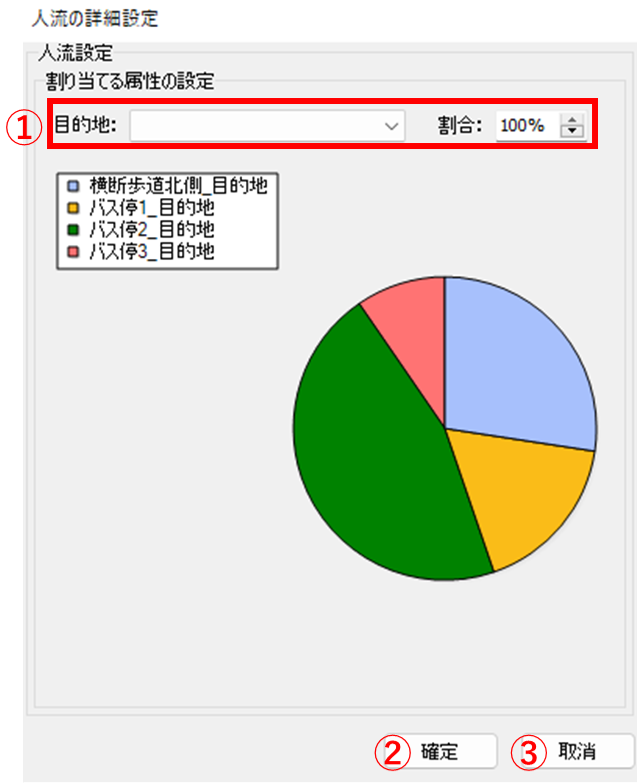 人流の詳細設定
人流設定
割り当てる属性の設定
① 目的地: 割合: 100%
横断歩道北側_目的地
バス停1_目的地
バス停2_目的地
バス停3_目的地
② 確定 ③ 取消